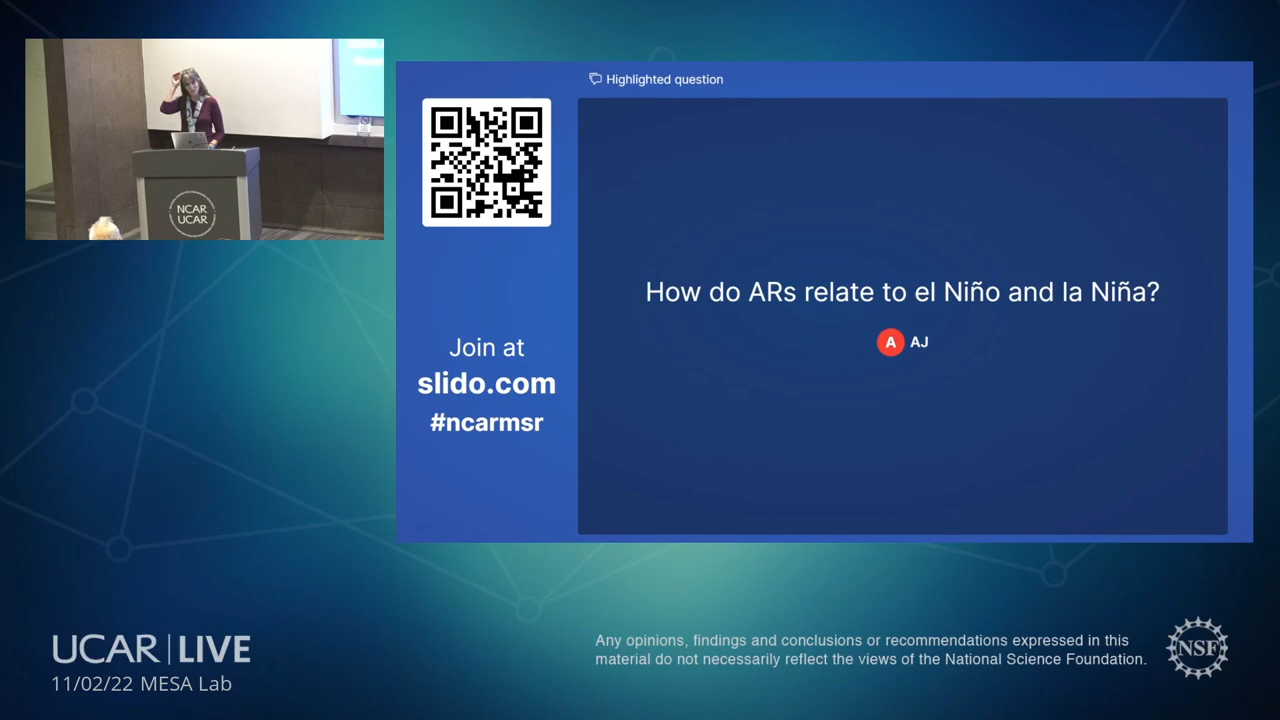 NCAR
UCAR
Highlighted question
Join at
slido.com
#ncarmsr
How do ARs relate to el Niño and la Niña?
A AJ
UCAR | LIVE
11/02/22 MESA Lab
Any opinions, findings and conclusions or recommendations expressed in this
material do not necessarily reflect the views of the National Science Foundation.
NSF